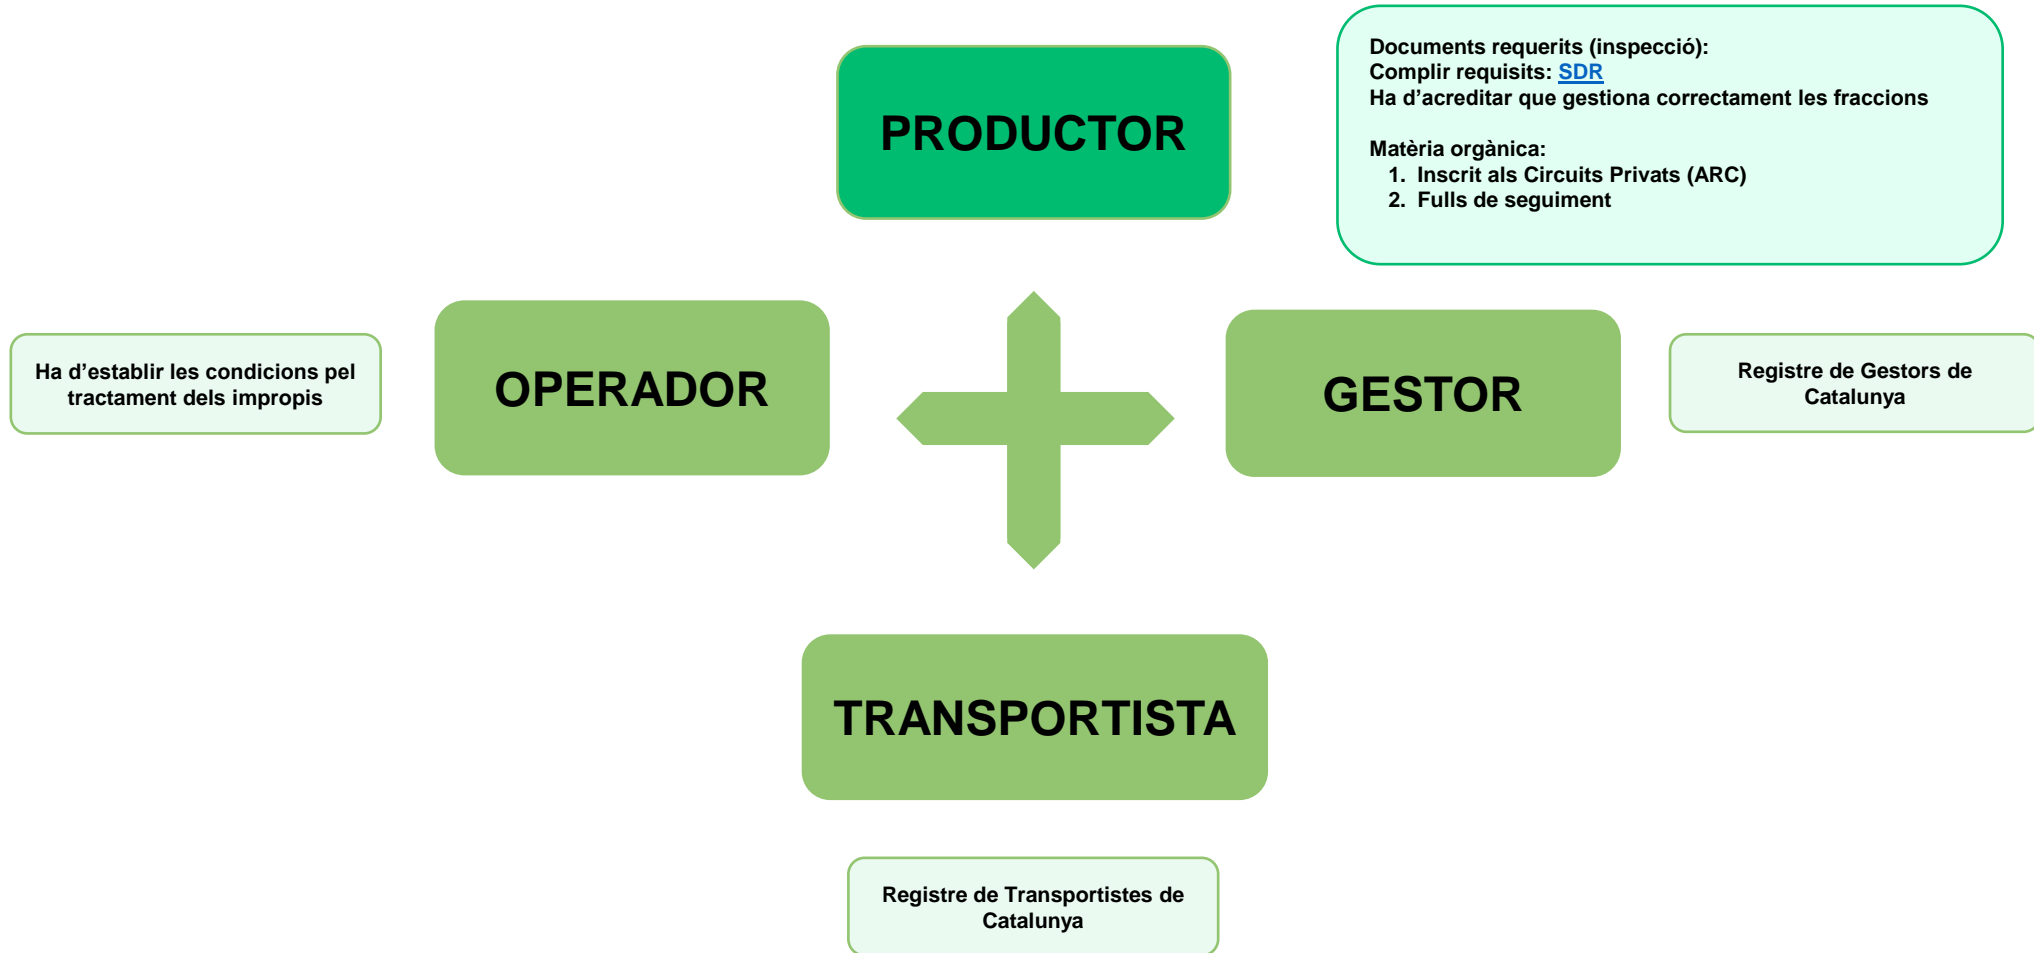 PRODUCTOR
Documents requerits (inspecció):
Complir requisits: SDR
Ha d’acreditar que gestiona correctament les fraccions
Matèria orgànica:
1. Inscrit als Circuits Privats (ARC)
2. Fulls de seguiment
Ha d’establir les condicions pel
tractament dels impropis
OPERADOR
GESTOR
Registre de Gestors de
Catalunya
TRANSPORTISTA
Registre de Transportistes de
Catalunya